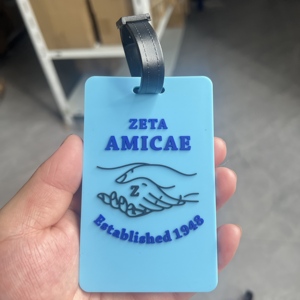 ZETA
AMICAE
Z
Established 1948